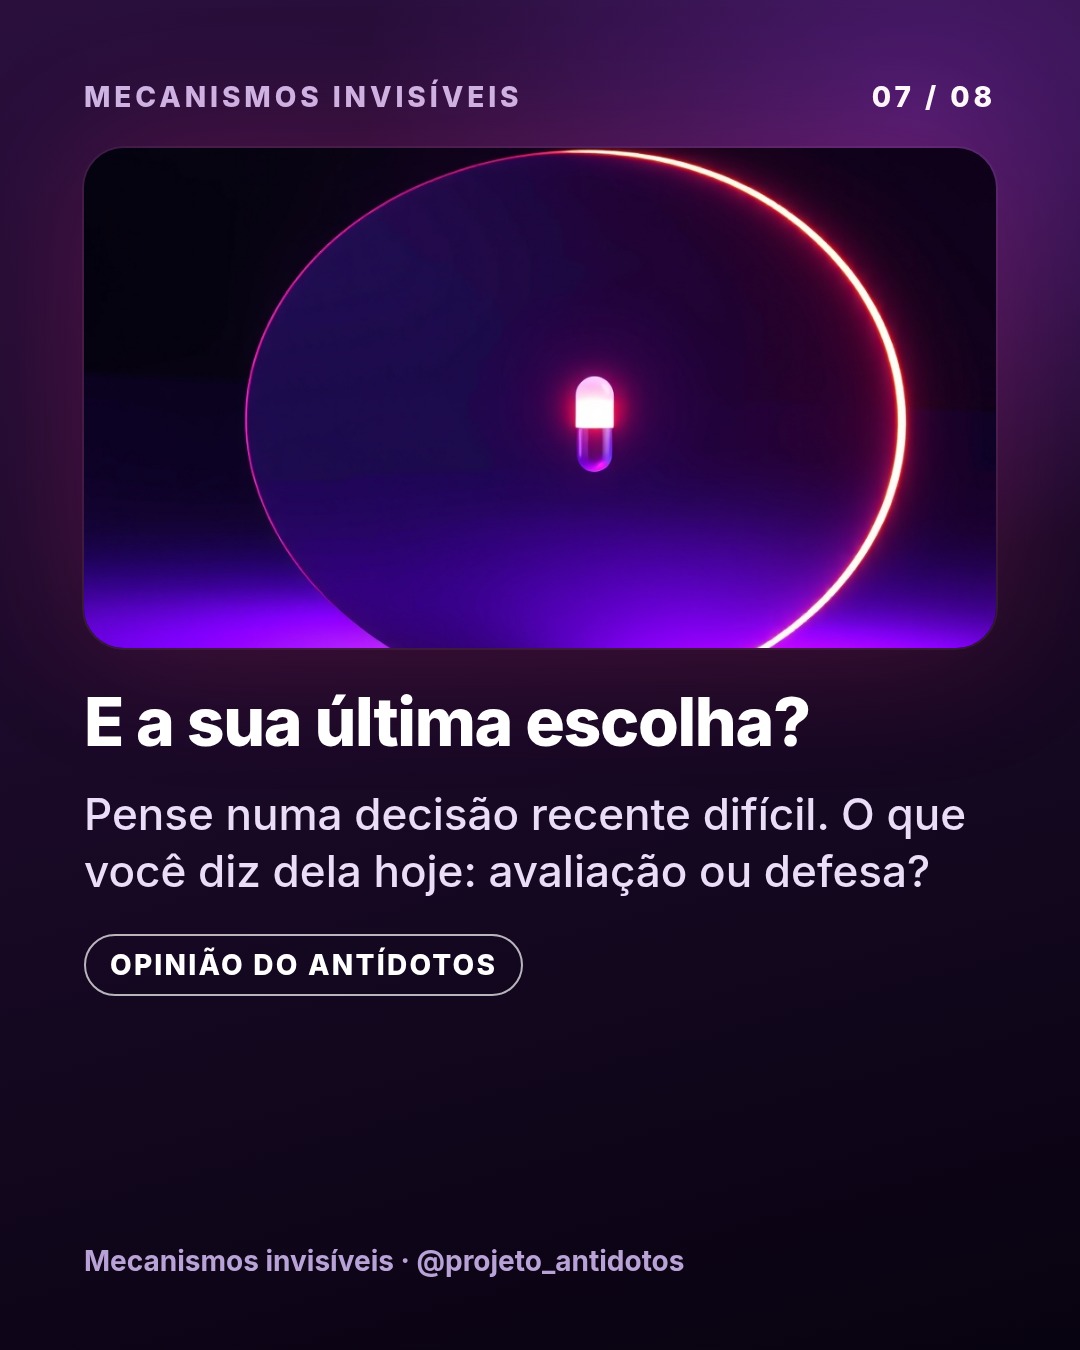 MECANISMOS INVISÍVEIS
07 / 08
E a sua última escolha?
Pense numa decisão recente difícil. O que
você diz dela hoje: avaliação ou defesa?
OPINIÃO DO ANTÍDOTOS
Mecanismos invisíveis · @projeto_antidotos